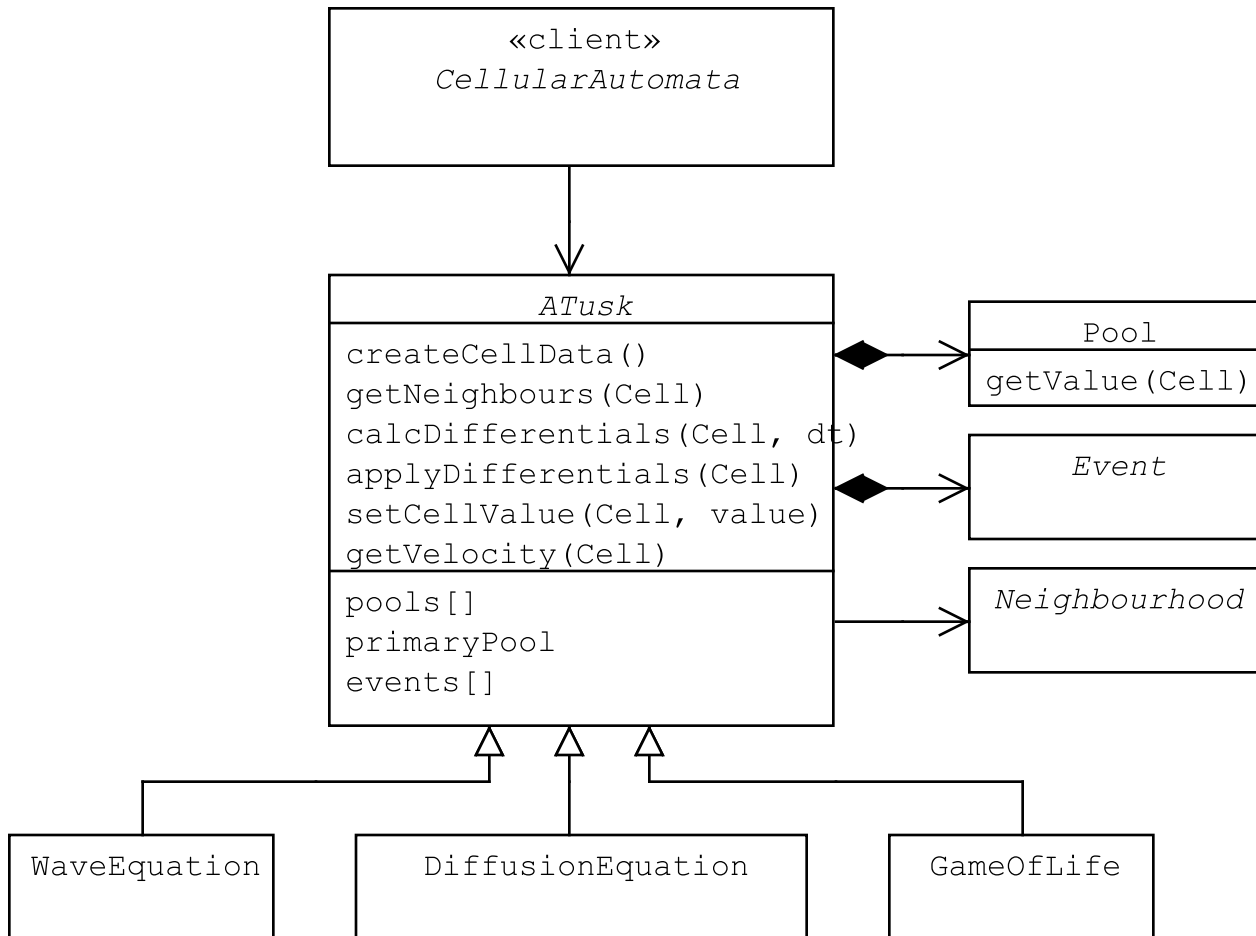 «client»
CellularAutomata
ATusk
createCellData()
getNeighbours(Cell)
calcDifferentials(Cell, dt)
applyDifferentials(Cell)
setCellValue(Cell, value)
getVelocity(Cell)
pools[]
primaryPool
events[]
Pool
getValue(Cell)
Event
Neighbourhood
WaveEquation
DiffusionEquation
GameOfLife